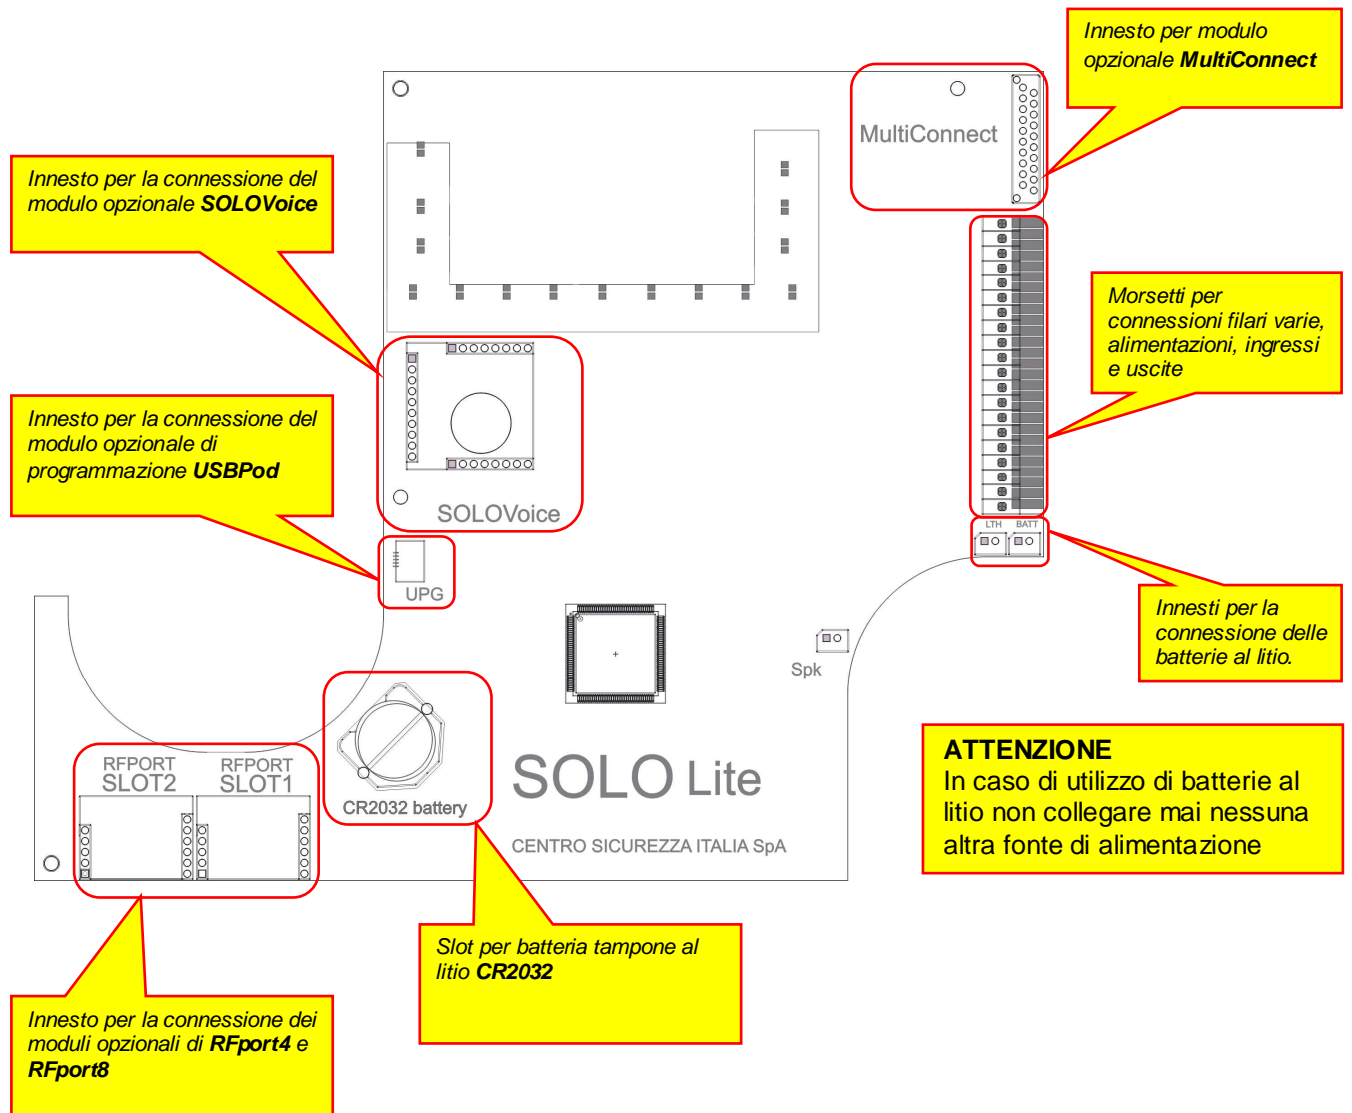 Innesto per modulo
opzionale MultiConnect
MultiConnect
Innesto per la connessione del
modulo opzionale SOLOVoice
Morsetti per
connessioni filari varie,
alimentazioni, ingressi
e uscite
Innesto per la connessione del
modulo opzionale di
programmazione USBPod
SOLOVoice
LTH BATT
UPG
Innesti per la
connessione delle
batterie al litio.
Spk
RFPORT
SLOT2
RFPORT
SLOT1
CR2032 battery
SOLO Lite
CENTRO SICUREZZA ITALIA SpA
ATTENZIONE
In caso di utilizzo di batterie al
litio non collegare mai nessuna
altra fonte di alimentazione
Slot per batteria tampone al
litio CR2032
Innesto per la connessione dei
moduli opzionali di RFport4 e
RFport8